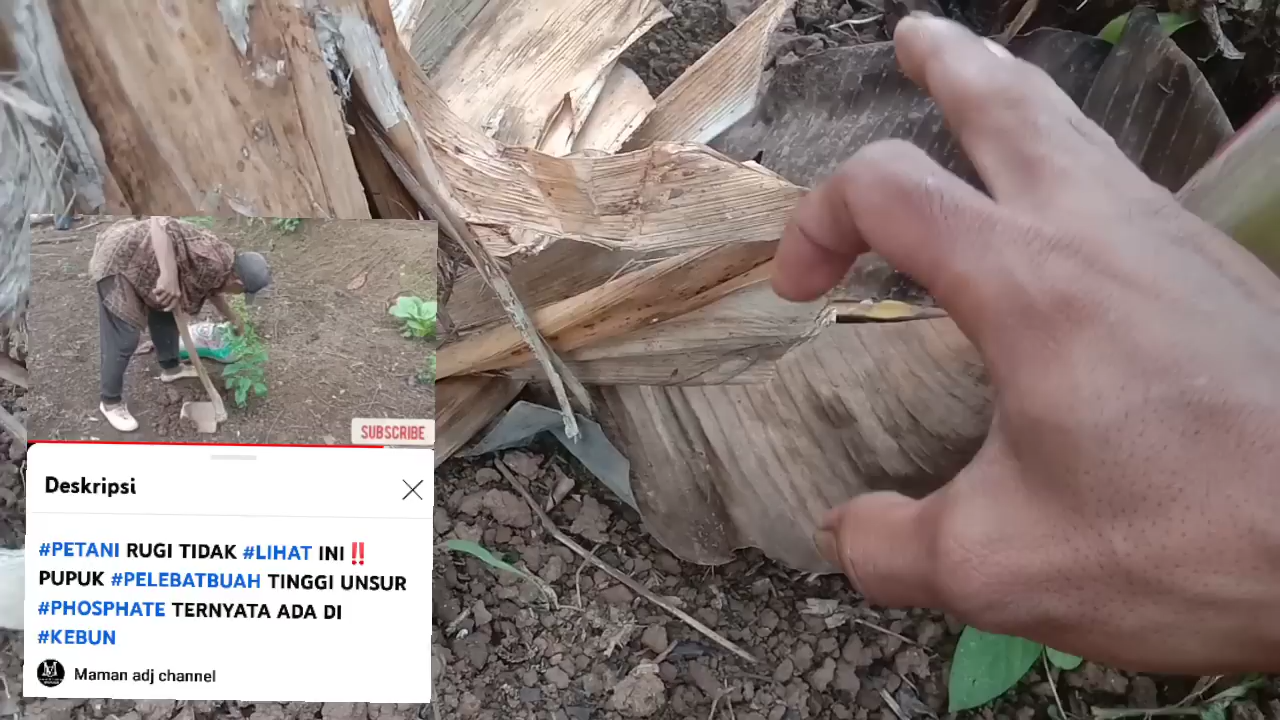 SUBSCRIBE
Deskripsi
#PETANI RUGI TIDAK #LIHAT INI‼️
PUPUK #PELEBATBUAH TINGGI UNSUR
#PHOSPHATE TERNYATA ADA DI
#KEBUN
Maman adj channel